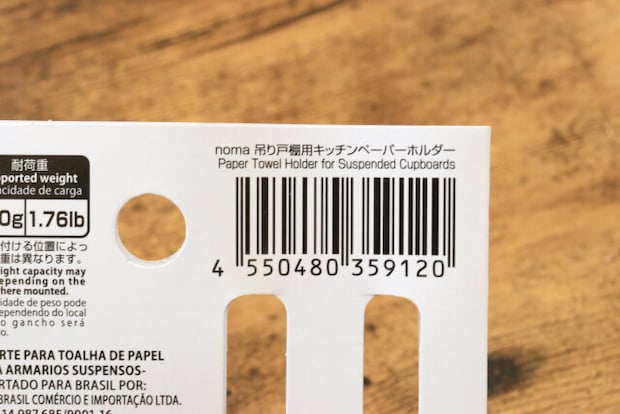 noma 吊り戸棚用キッチンペーパーホルダー
Paper Towel Holder for Suspended Cupboards
4 550480 359120
耐荷重
ported weight
acidade de carga
0g 1.76lb
付ける位置によっ
重は異なります。
ight capacity may
epending on the
here mounted.
idade de peso pode
ependendo do local
o gancho será
o.
RTE PARA TOALHA DE PAPEL
A ARMARIOS SUSPENSOS-
RTADO PARA BRASIL POR:
BRASIL COMÉRCIO E IMPORTAÇÃO LTDA.